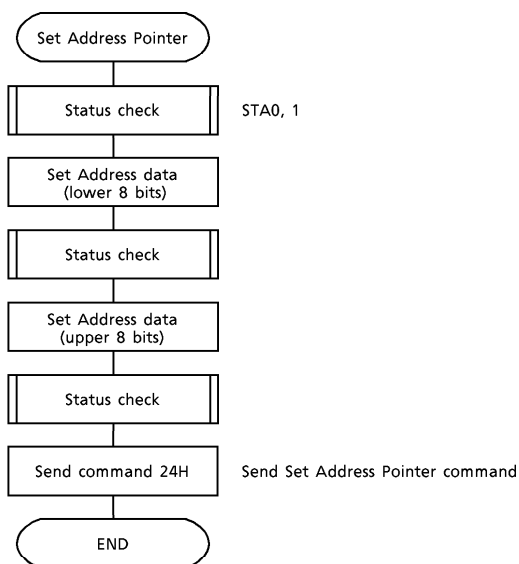 Set Address Pointer
Status check
STA0, 1
Set Address data
(lower 8 bits)
Status check
Set Address data
(upper 8 bits)
Status check
Send command 24H
Send Set Address Pointer command
END